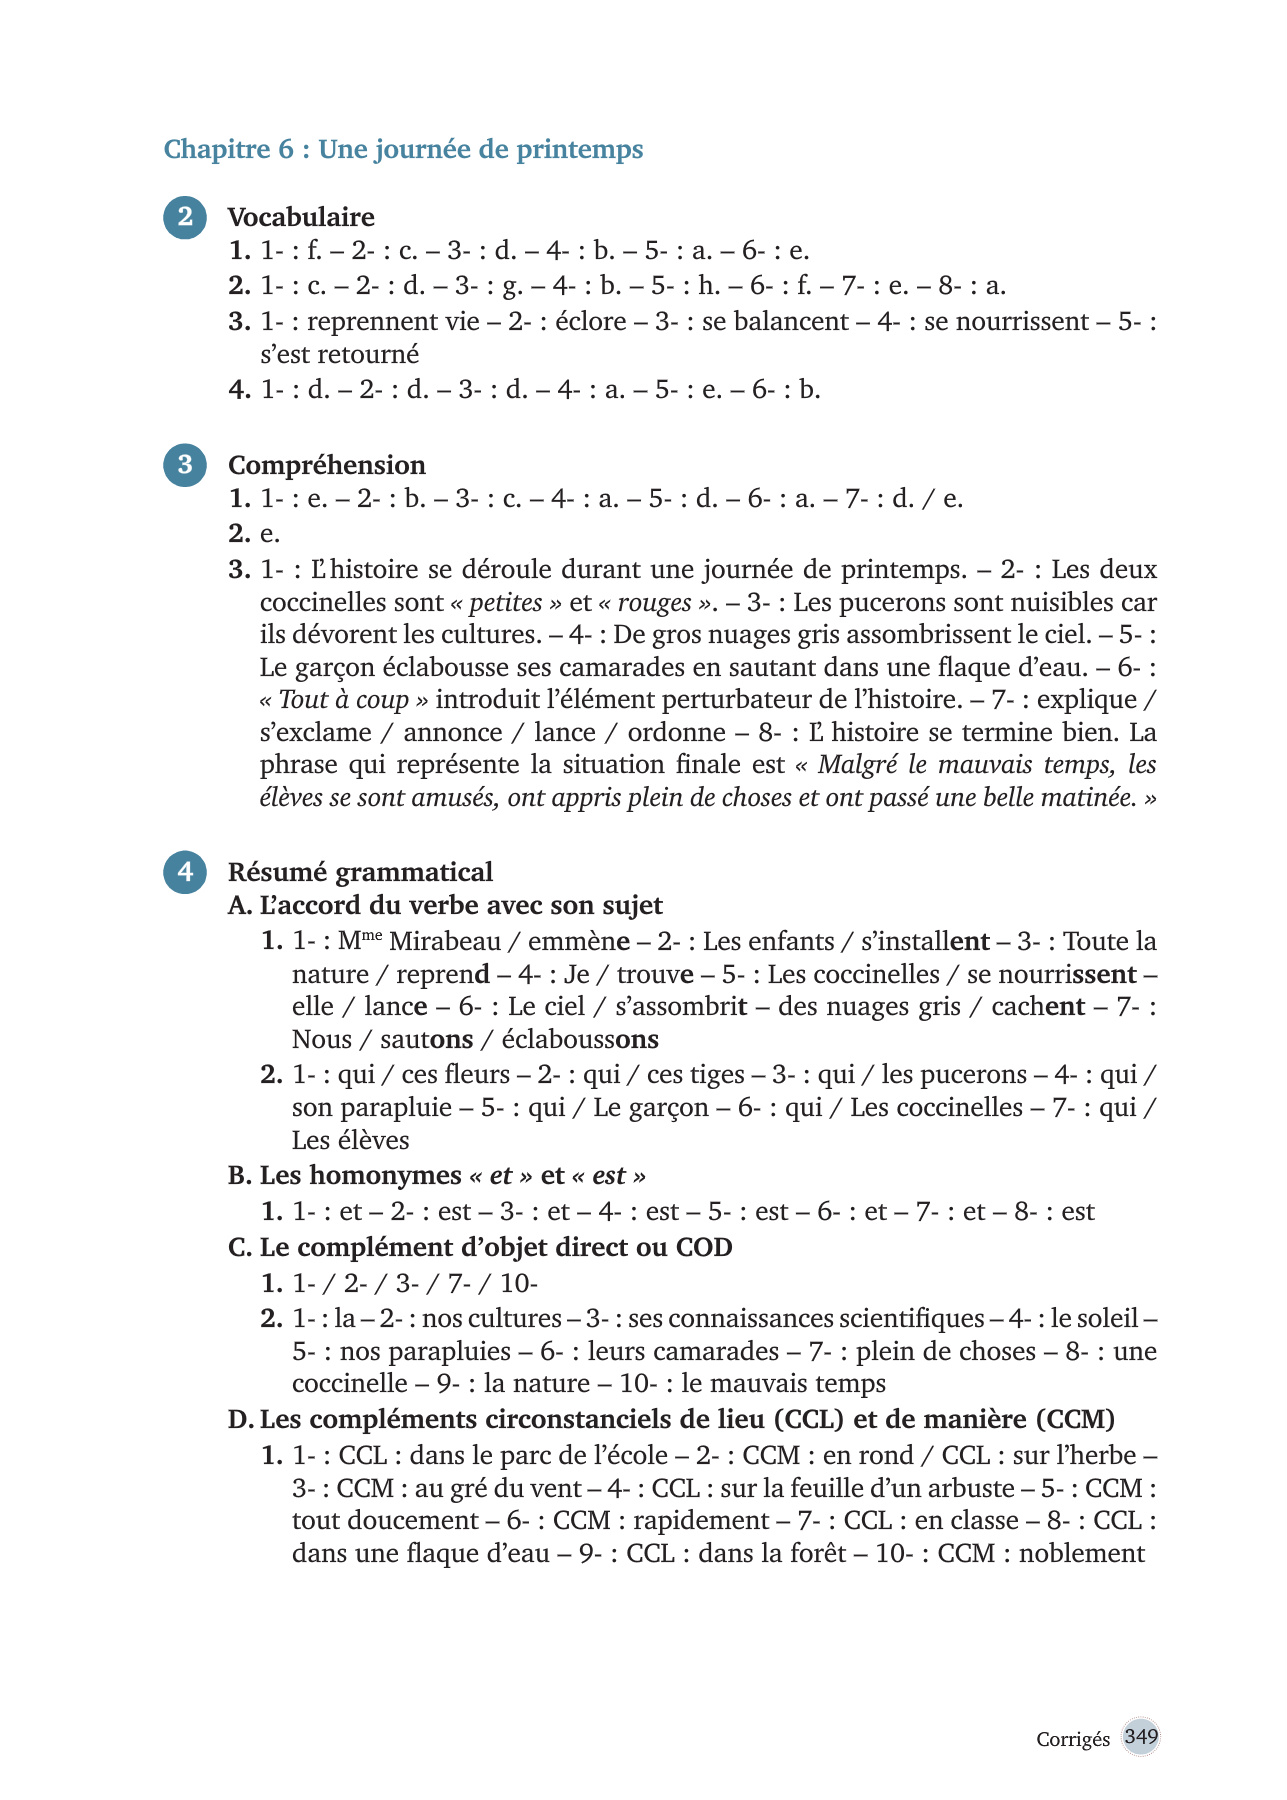 Chapitre 6 : Une journée de printemps
2 Vocabulaire
1. 1- : f. – 2- : c. – 3- : d. – 4- : b. – 5- : a. – 6- : e.
2. 1- : c. – 2- : d. – 3- : g. – 4- : b. – 5- : h. – 6- : f. – 7- : e. – 8- : a.
3. 1- : reprennent vie – 2- : éclore – 3- : se balancent – 4- : se nourrissent – 5- :
s’est retourné
4. 1- : d. – 2- : d. – 3- : d. – 4- : a. – 5- : e. – 6- : b.
3 Compréhension
1. 1- : e. – 2- : b. – 3- : c. – 4- : a. – 5- : d. – 6- : a. – 7- : d. / e.
2. e.
3. 1- : L’histoire se déroule durant une journée de printemps. – 2- : Les deux
coccinelles sont « petites » et « rouges ». – 3- : Les pucerons sont nuisibles car
ils dévorent les cultures. – 4- : De gros nuages gris assombrissent le ciel. – 5- :
Le garçon éclabousse ses camarades en sautant dans une flaque d’eau. – 6- :
« Tout à coup » introduit l’élément perturbateur de l’histoire. – 7- : explique /
s’exclame / annonce / lance / ordonne – 8- : L’ histoire se termine bien. La
phrase qui représente la situation finale est « Malgré le mauvais temps, les
élèves se sont amusés, ont appris plein de choses et ont passé une belle matinée. »
4 Résumé grammatical
A. L’accord du verbe avec son sujet
1. 1- : Mme Mirabeau / emmène – 2- : Les enfants / s’installent – 3- : Toute la
nature / reprend – 4- : Je / trouve – 5- : Les coccinelles / se nourrissent –
elle / lance – 6- : Le ciel / s’assombrit – des nuages gris / cachent – 7- :
Nous / sautons / éclaboussons
2. 1- : qui / ces fleurs – 2- : qui / ces tiges – 3- : qui / les pucerons – 4- : qui /
son parapluie – 5- : qui / Le garçon – 6- : qui / Les coccinelles – 7- : qui /
Les élèves
B. Les homonymes « et » et « est »
1. 1- : et – 2- : est – 3- : et – 4- : est – 5- : est – 6- : et – 7- : et – 8- : est
C. Le complément d’objet direct ou COD
1. 1- / 2- / 3- / 7- / 10-
2. 1- : la – 2- : nos cultures – 3- : ses connaissances scientifiques – 4- : le soleil –
5- : nos parapluies – 6- : leurs camarades – 7- : plein de choses – 8- : une
coccinelle – 9- : la nature – 10- : le mauvais temps
D. Les compléments circonstanciels de lieu (CCL) et de manière (CCM)
1. 1- : CCL : dans le parc de l’école – 2- : CCM : en rond / CCL : sur l’herbe –
3- : CCM : au gré du vent – 4- : CCL : sur la feuille d’un arbuste – 5- : CCM :
tout doucement – 6- : CCM : rapidement – 7- : CCL : en classe – 8- : CCL :
dans une flaque d’eau – 9- : CCL : dans la forêt – 10- : CCM : noblement
Corrigés 349